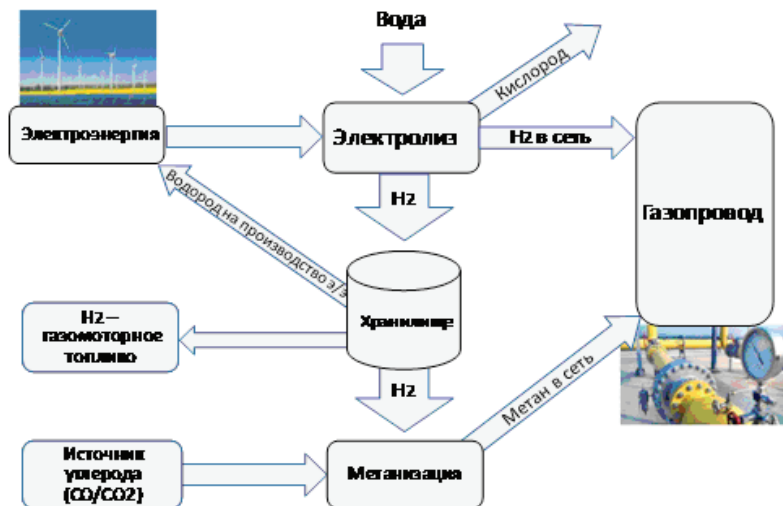 Вода
Кислород
Электроэнергия
Электролиз
H2 в сеть
Газопровод
H2
Водород на производство э/э
Хранилище
H2 –
газомоторное
топливо
H2
Метан в сеть
Источник
углерода
(CO/CO2)
Метанизация